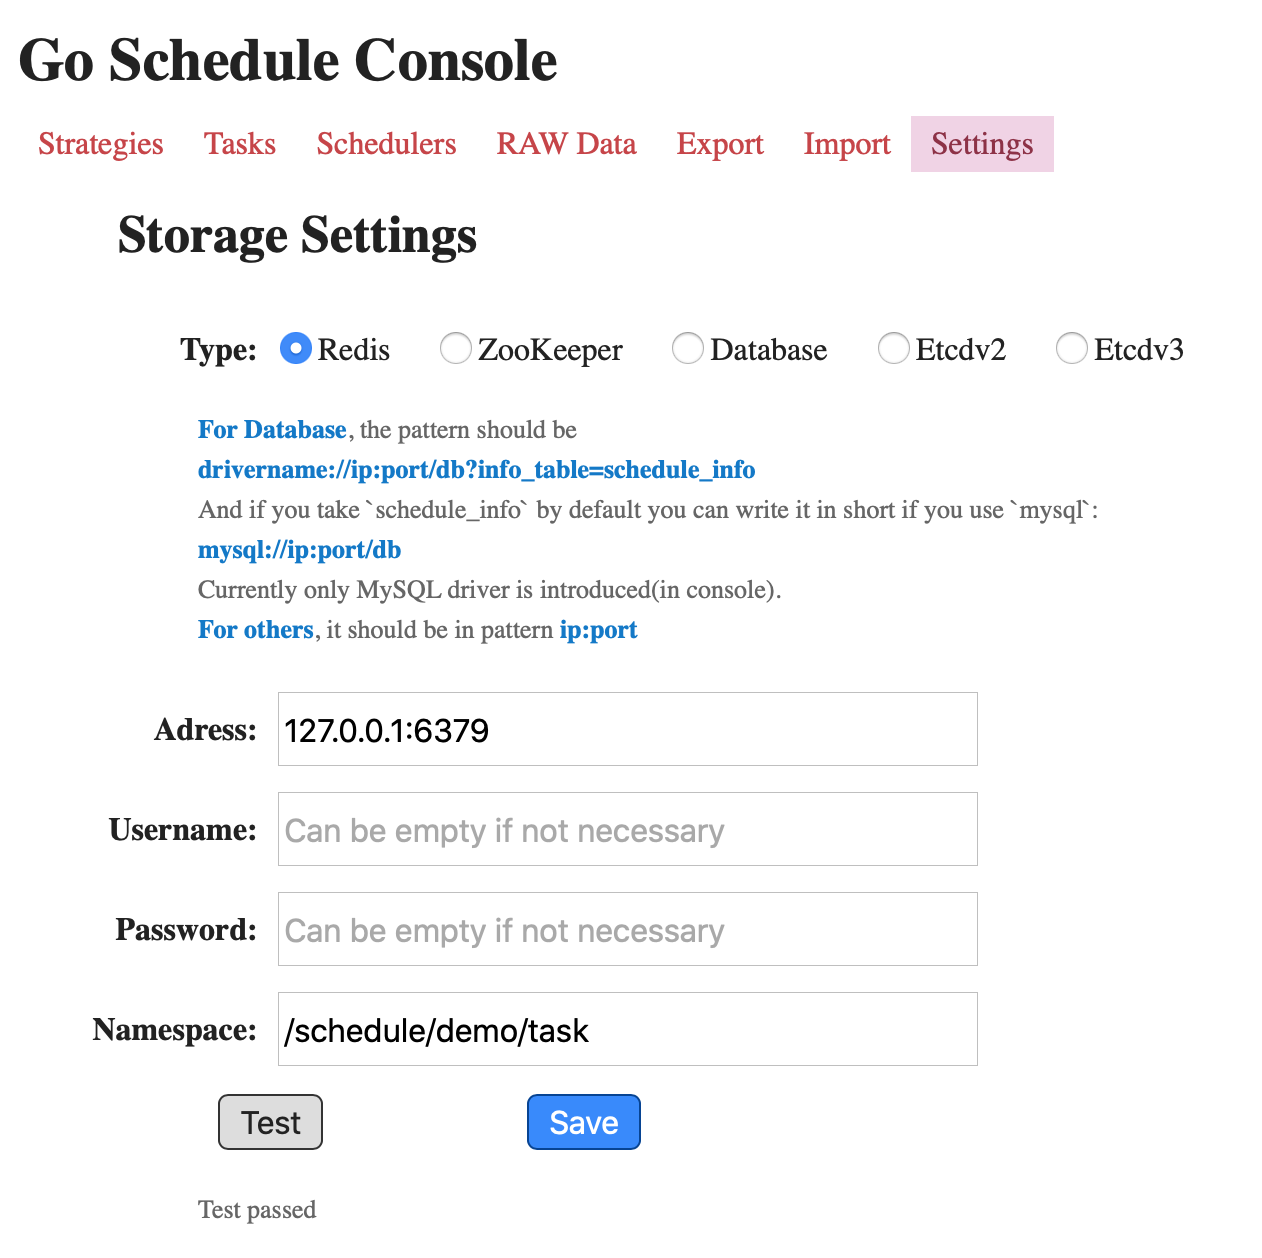 Go Schedule Console
Strategies Tasks Schedulers RAW Data Export Import Settings
Storage Settings
Type: Redis ZooKeeper Database Etcdv2 Etcdv3
For Database, the pattern should be
drivername://ip:port/db?info_table=schedule_info
And if you take `schedule_info` by default you can write it in short if you use `mysql`:
mysql://ip:port/db
Currently only MySQL driver is introduced(in console).
For others, it should be in pattern ip:port
Adress: 127.0.0.1:6379
Username: Can be empty if not necessary
Password: Can be empty if not necessary
Namespace: /schedule/demo/task
Test Save
Test passed